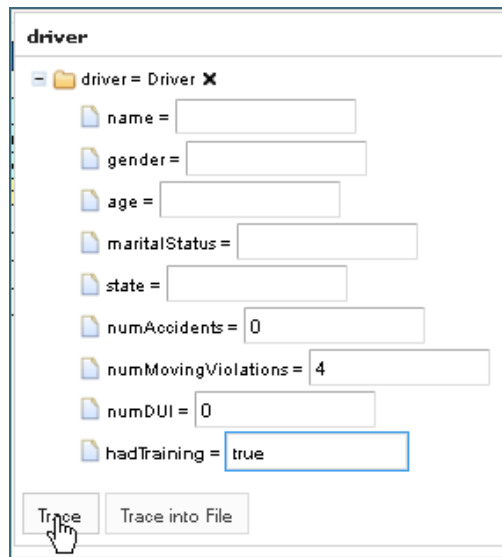 driver
driver = Driver
name =
gender =
age =
maritalStatus =
state =
numAccidents = 0
numMovingViolations = 4
numDUI = 0
hadTraining = true
Trace Trace into File